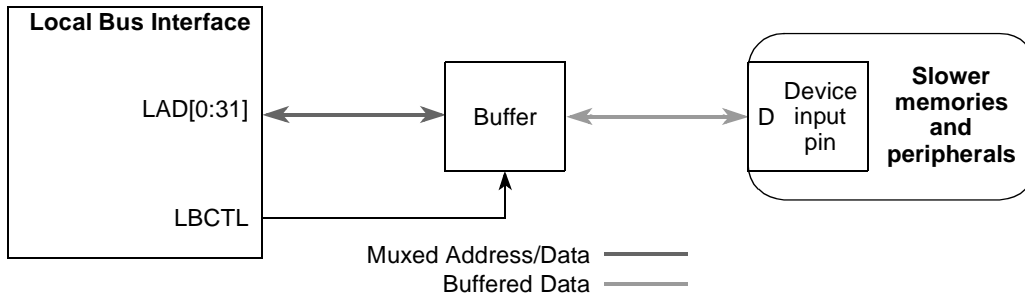 Local Bus Interface
LAD[0:31]
LBCTL
Buffer
D
Device
input
pin
Slower
memories
and
peripherals
Muxed Address/Data
Buffered Data